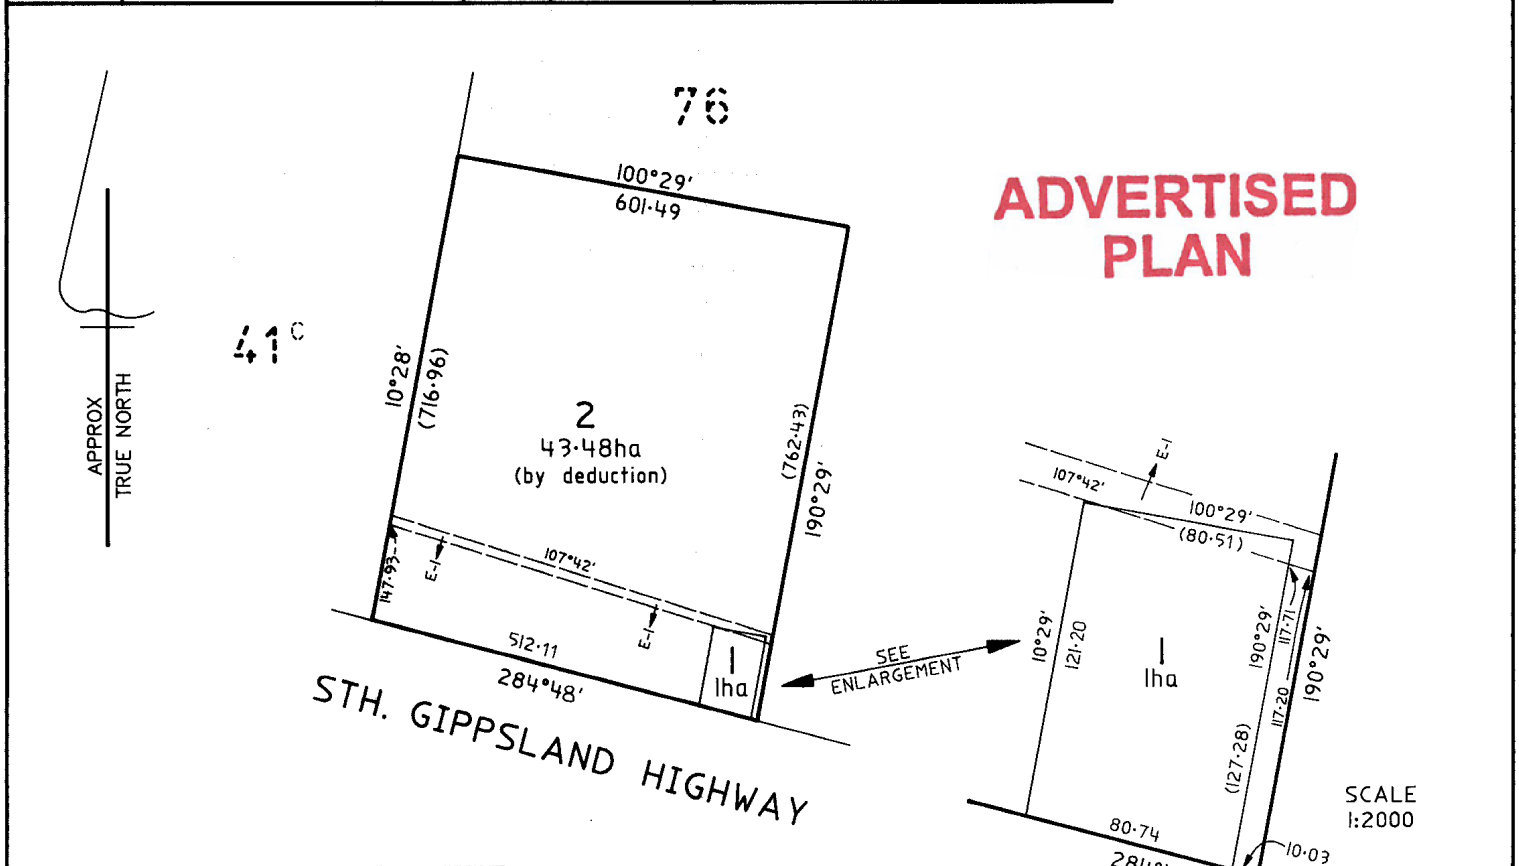 76
100°29'
601·49
ADVERTISED
PLAN
41C
10°28'
(716·96)
2
43·48ha
(by deduction)
(762·43)
190°29'
APPROX
TRUE NORTH
147·93
E-1
107°42'
E-1
512·11
284°48'
1
1ha
STH. GIPPSLAND HIGHWAY
SEE
ENLARGEMENT
E-1
107°42'
100°29'
(80·51)
10°29'
121·20
1
1ha
190°29'
117·71
117·20
190°29'
(127·28)
80·74
10·03
SCALE
1:2000